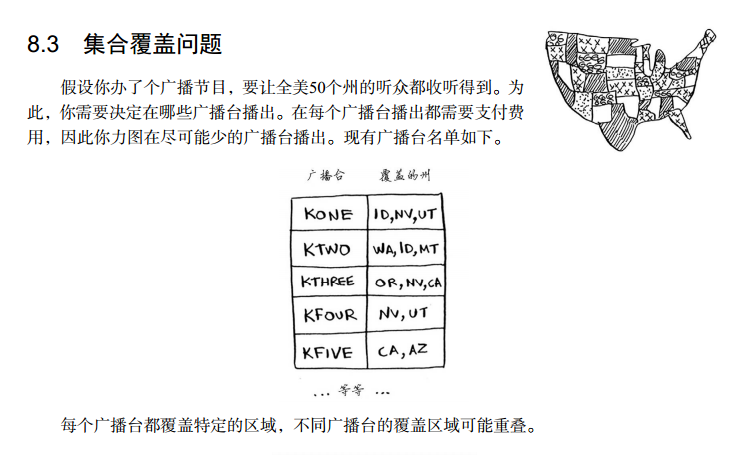 8.3 集合覆盖问题
假设你办了个广播节目，要让全美50个州的听众都收听得到。为
此，你需要决定在哪些广播台播出。在每个广播台播出都需要支付费
用，因此你力图在尽可能少的广播台播出。现有广播台名单如下。
广播台 覆盖的州
KONE ID,NV,UT
KTWO WA,ID,MT
KTHREE OR,NV,CA
KFOUR NV,UT
KFIVE CA,AZ
... 等等 ...
每个广播台都覆盖特定的区域，不同广播台的覆盖区域可能重叠。